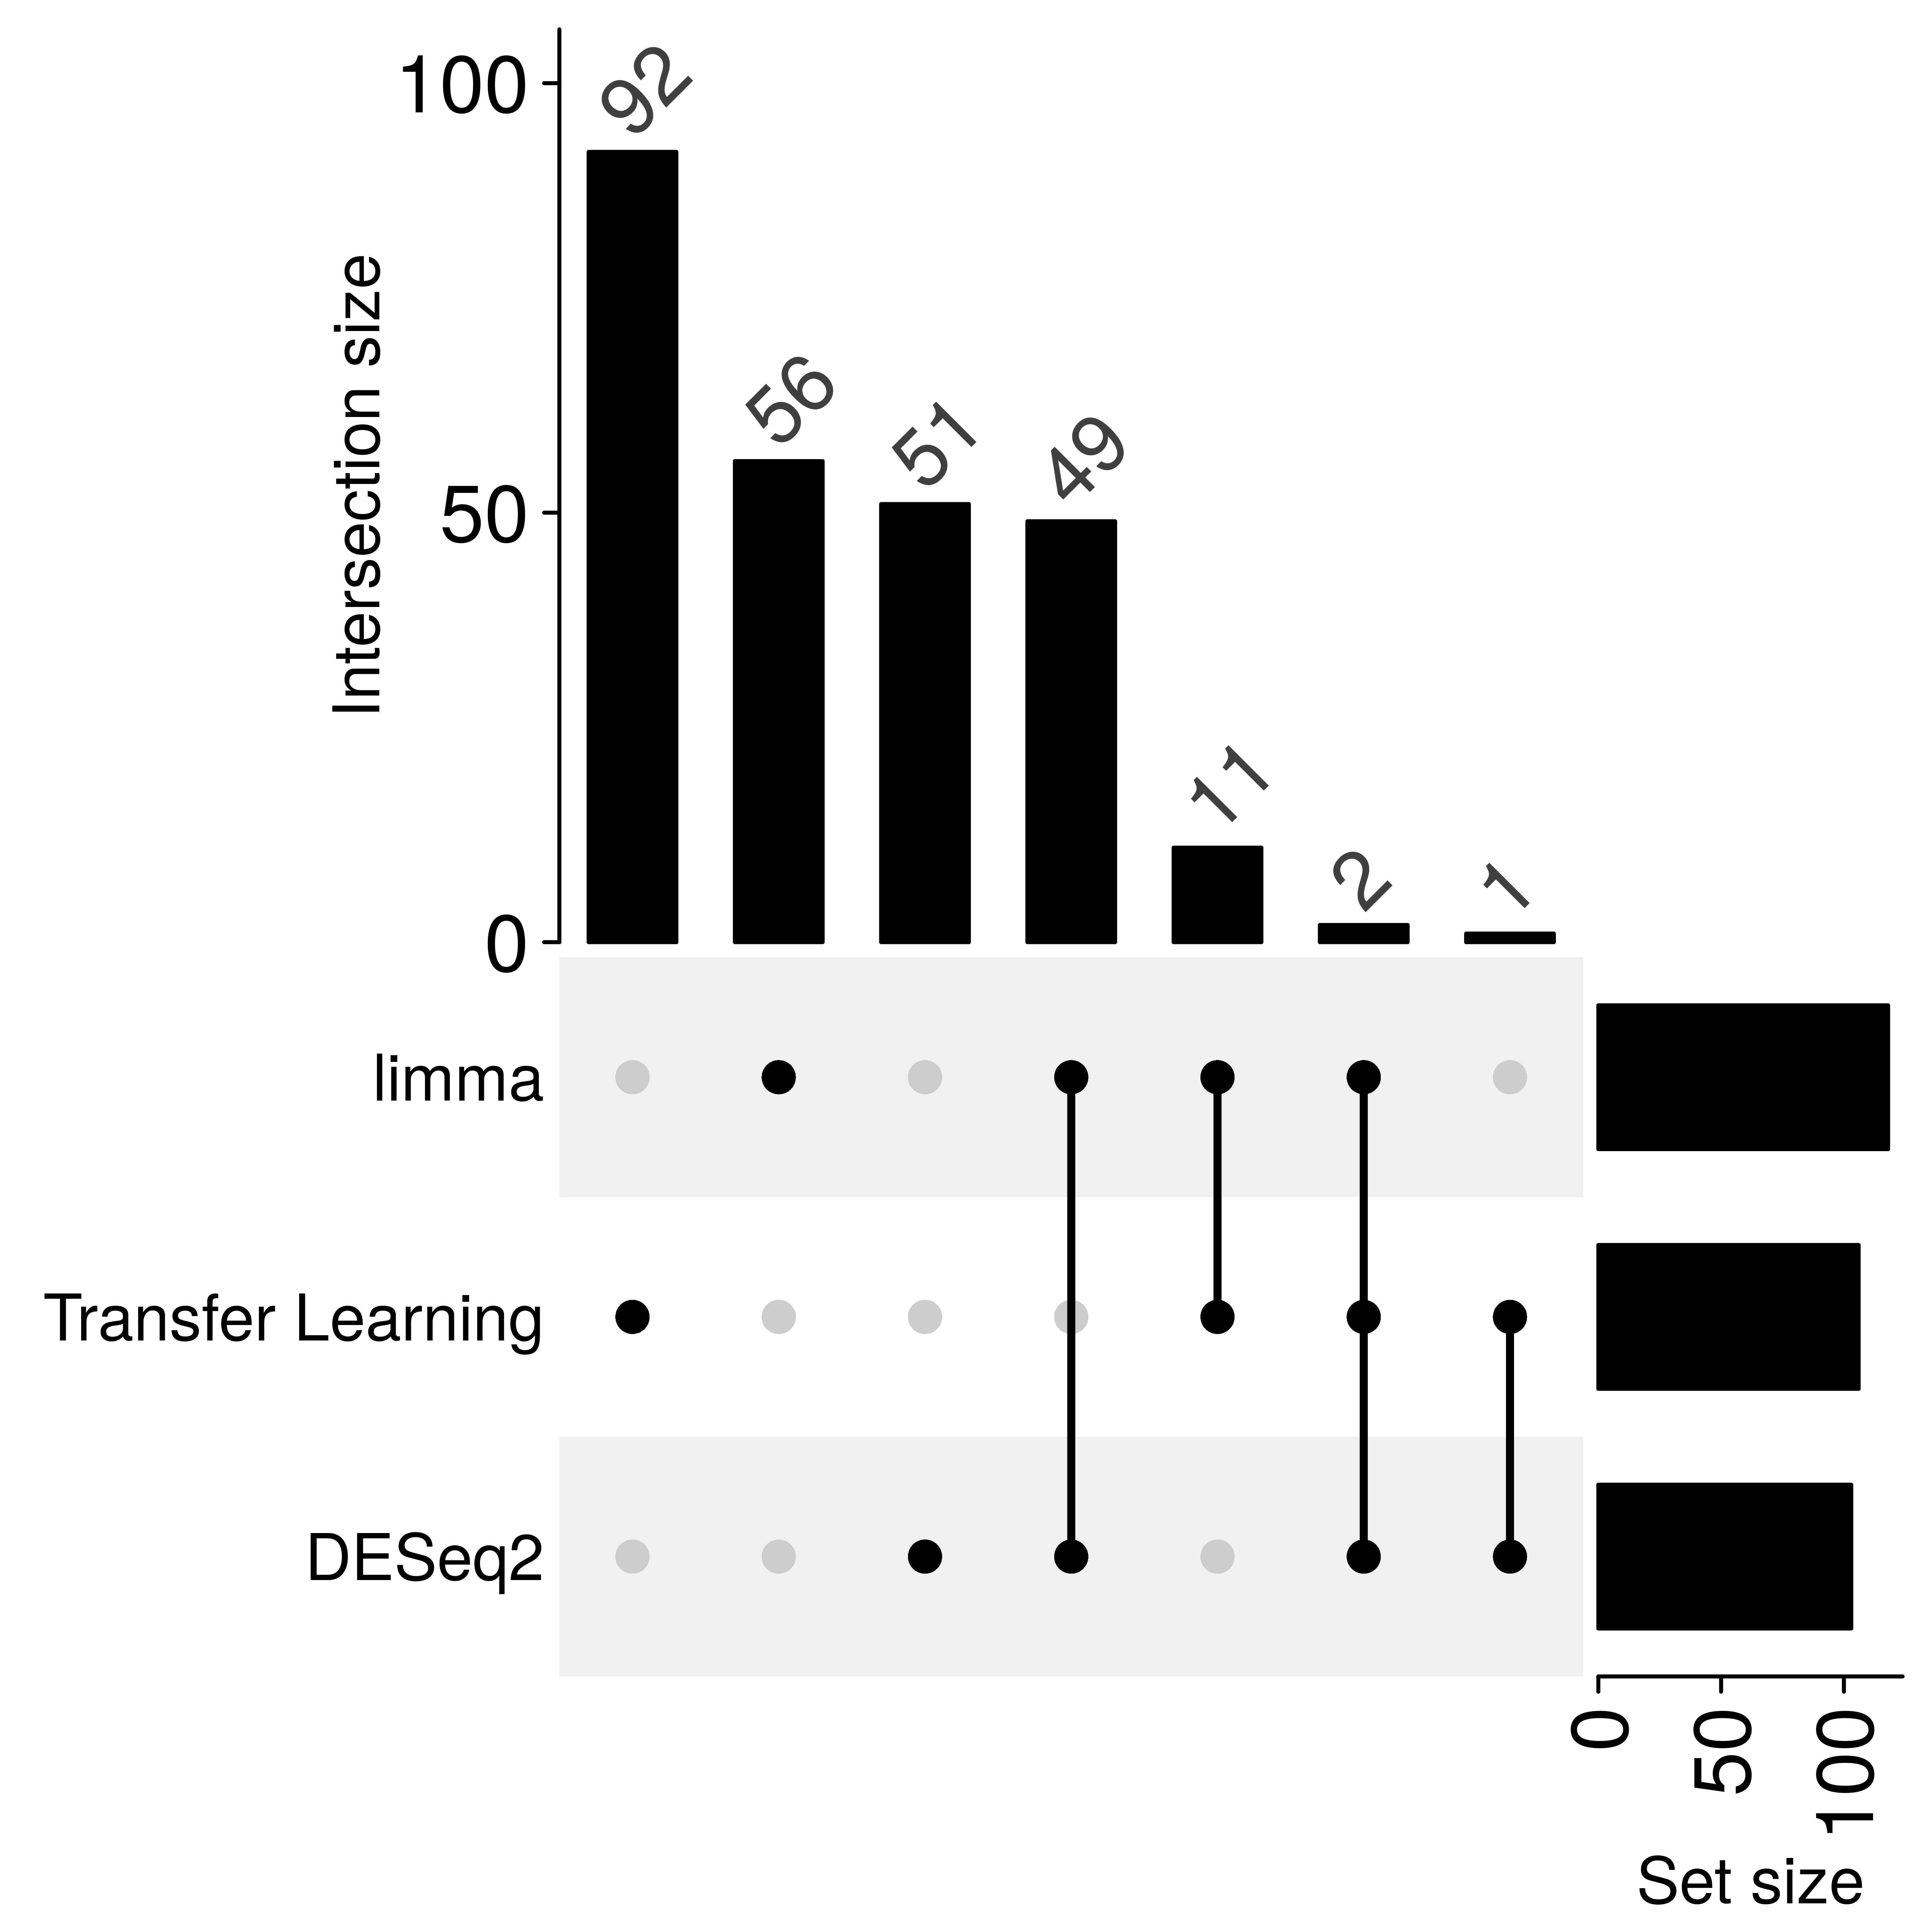 Intersection size
100
50
0
92
56
51
49
11
2
1
limma
Transfer Learning
DESeq2
0
50
100
Set size